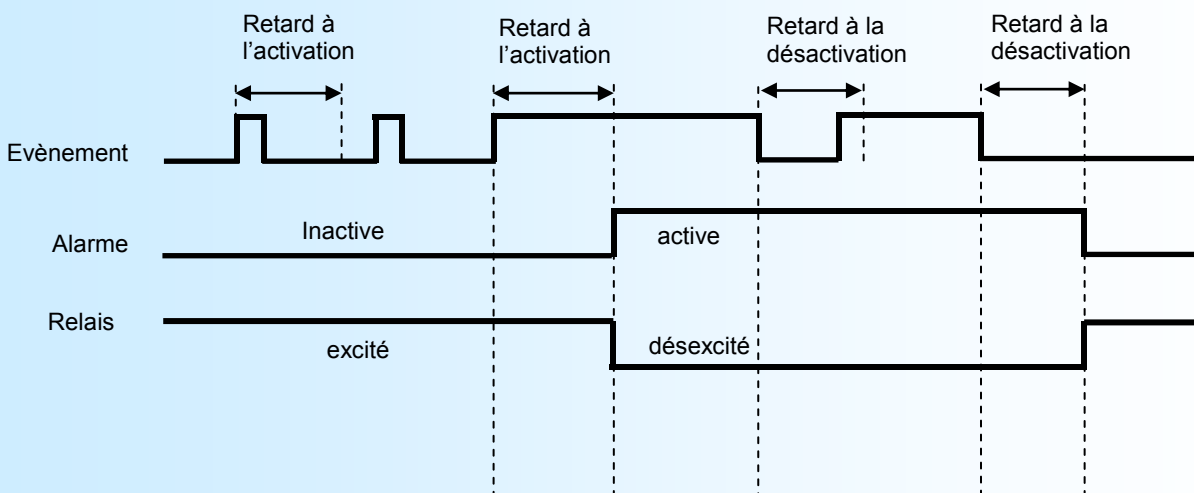 Retard à
l’activation
Retard à
l’activation
Retard à la
désactivation
Retard à la
désactivation
Evènement
Alarme
Inactive
active
Relais
excité
désexcité